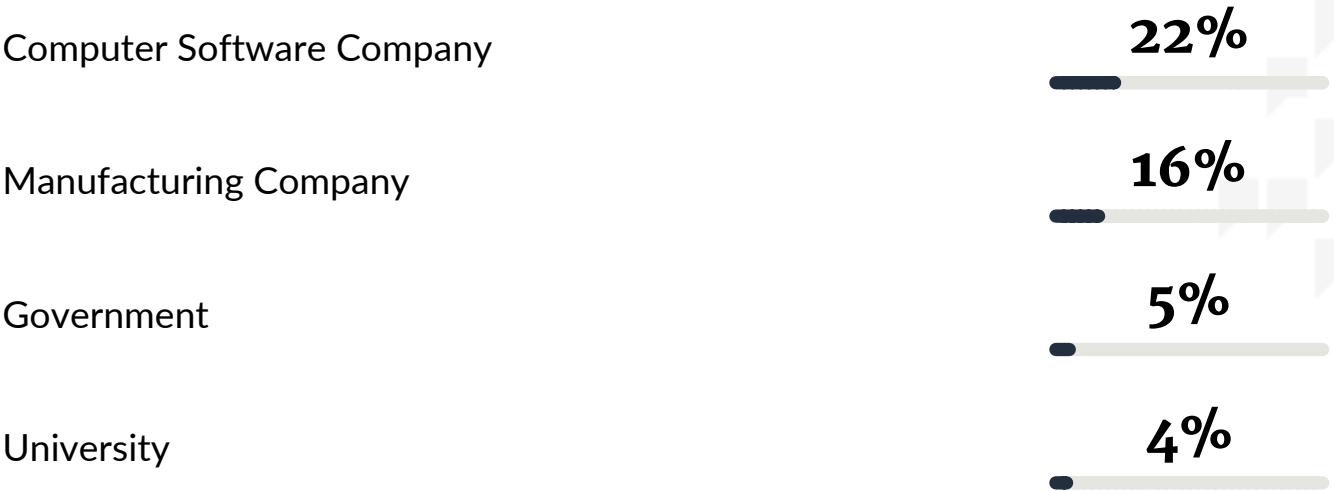 Computer Software Company
22%
Manufacturing Company
16%
Government
5%
University
4%